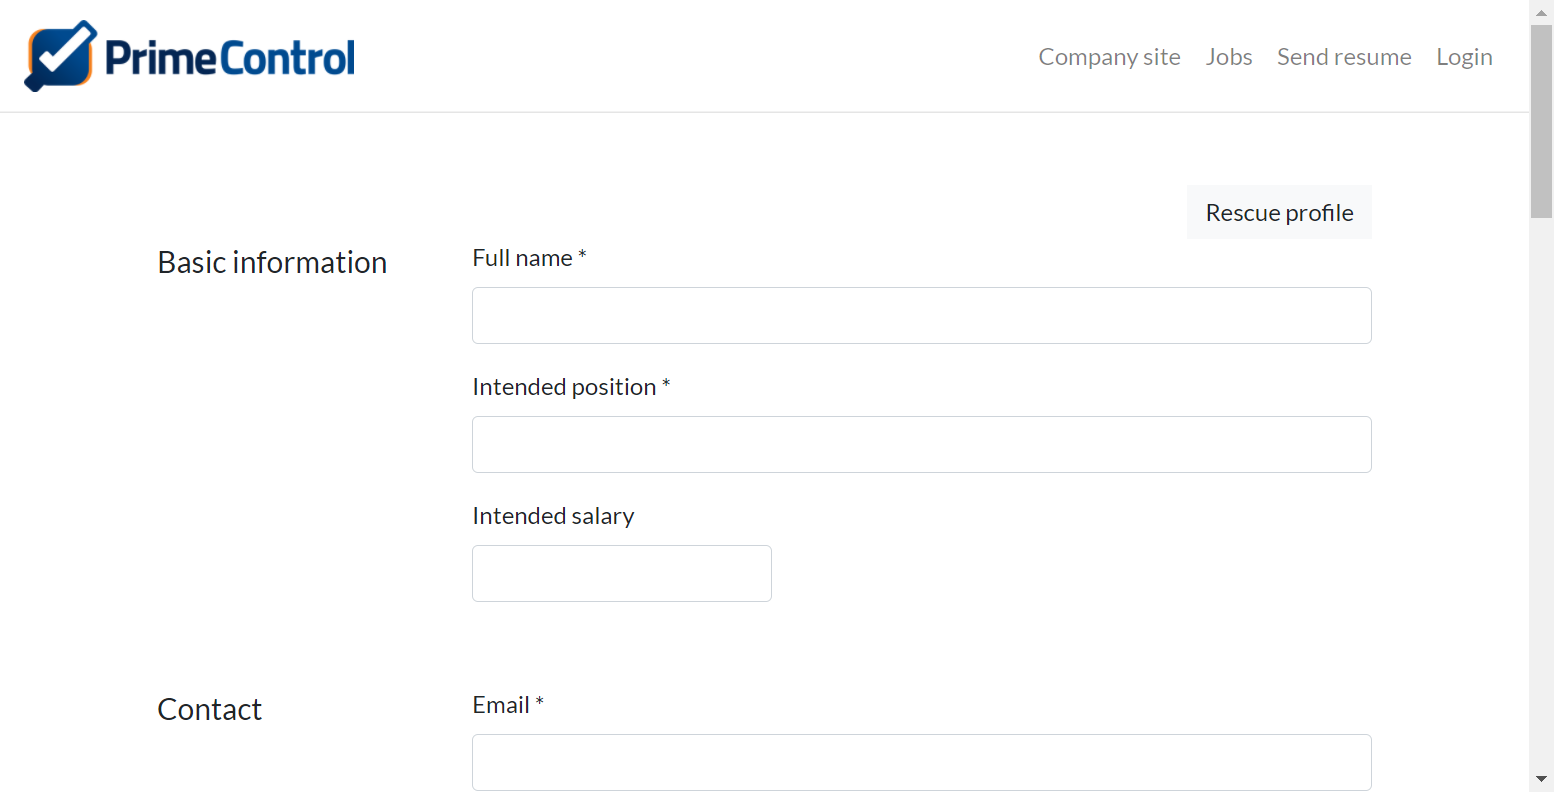 PrimeControl
Company site Jobs Send resume Login
Rescue profile
Basic information
Full name *
Intended position *
Intended salary
Contact
Email *